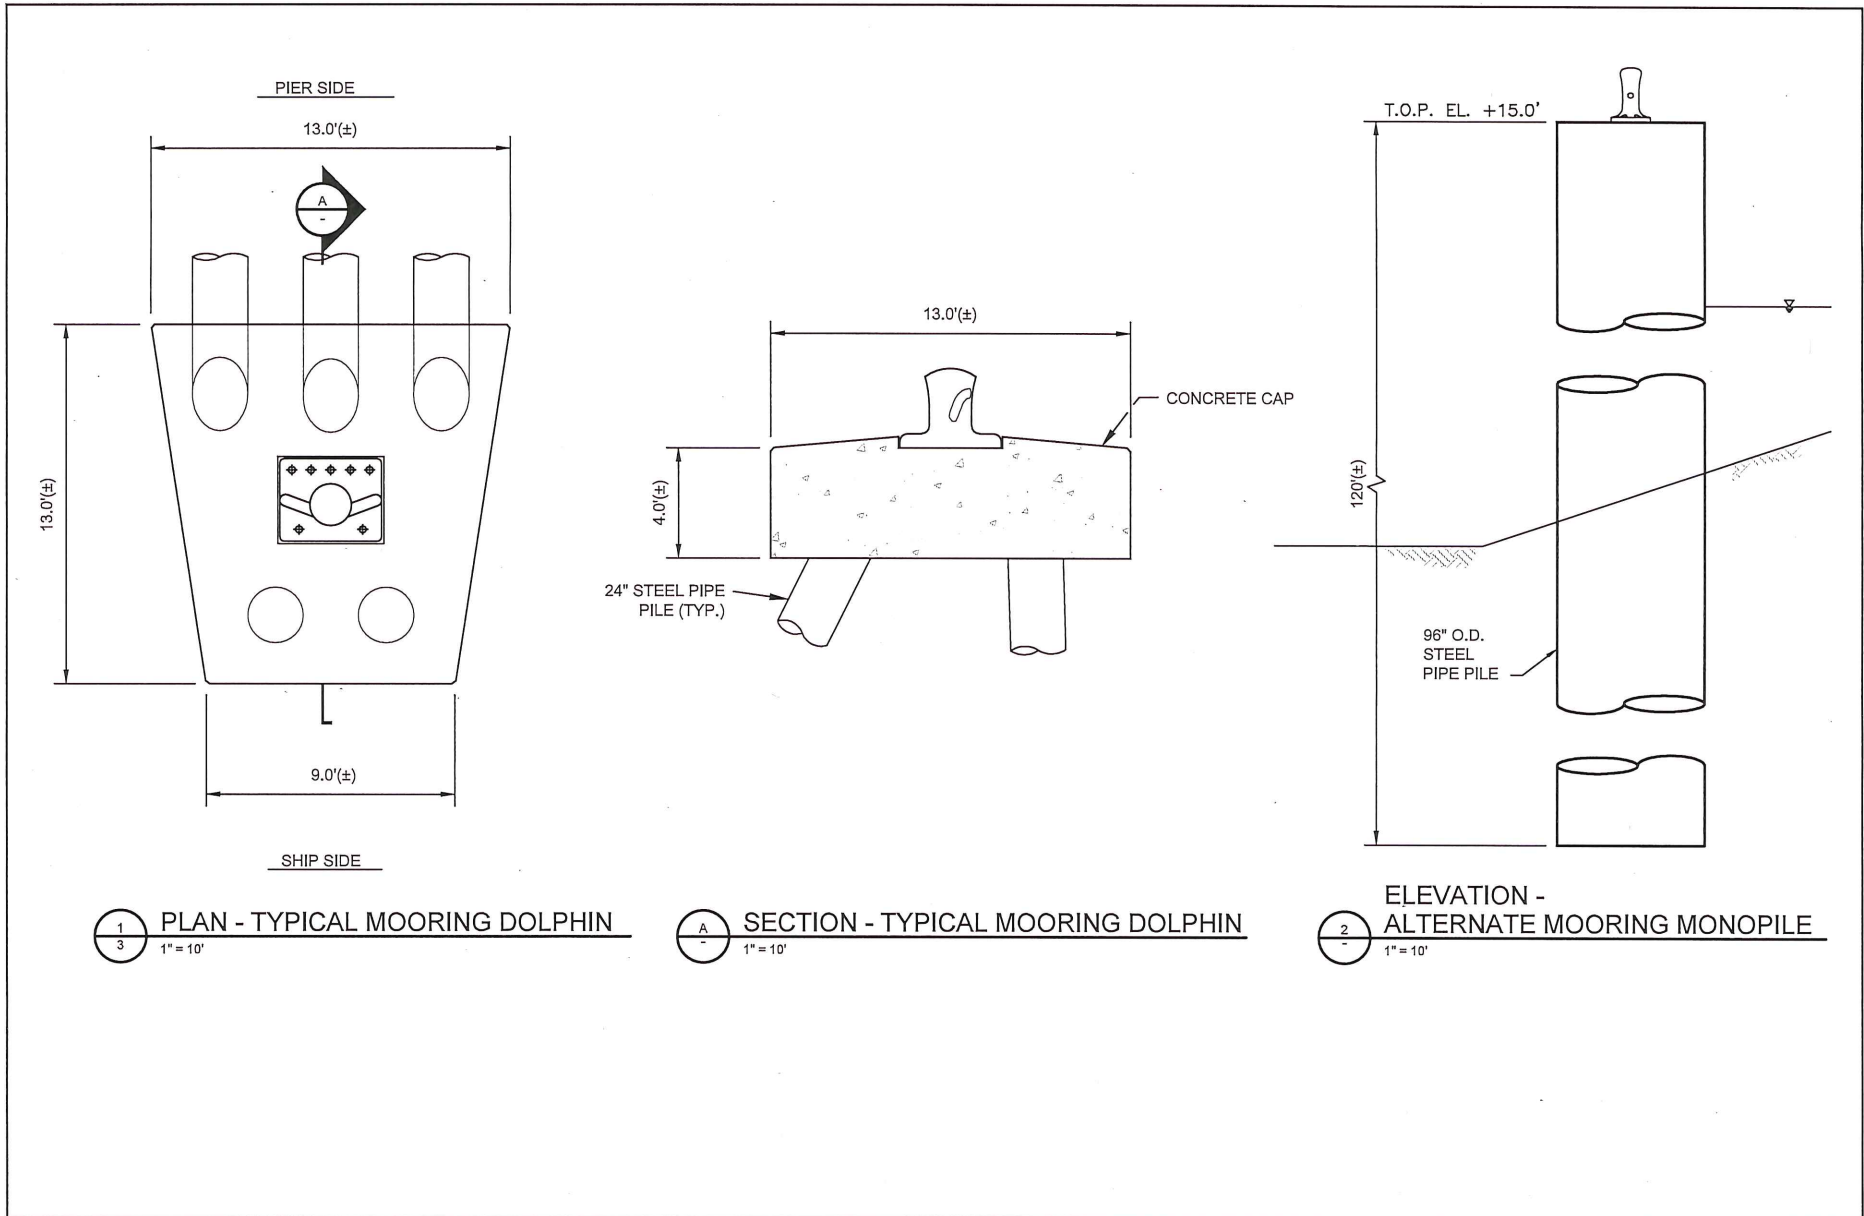 PIER SIDE
13.0'(±)
A
-
13.0'(±)
9.0'(±)
SHIP SIDE
1
3
PLAN - TYPICAL MOORING DOLPHIN
1" = 10'
13.0'(±)
CONCRETE CAP
4.0'(±)
24" STEEL PIPE
PILE (TYP.)
A
-
SECTION - TYPICAL MOORING DOLPHIN
1" = 10'
T.O.P. EL. +15.0'
120'(±)
96" O.D.
STEEL
PIPE PILE
2
-
ELEVATION -
ALTERNATE MOORING MONOPILE
1" = 10'